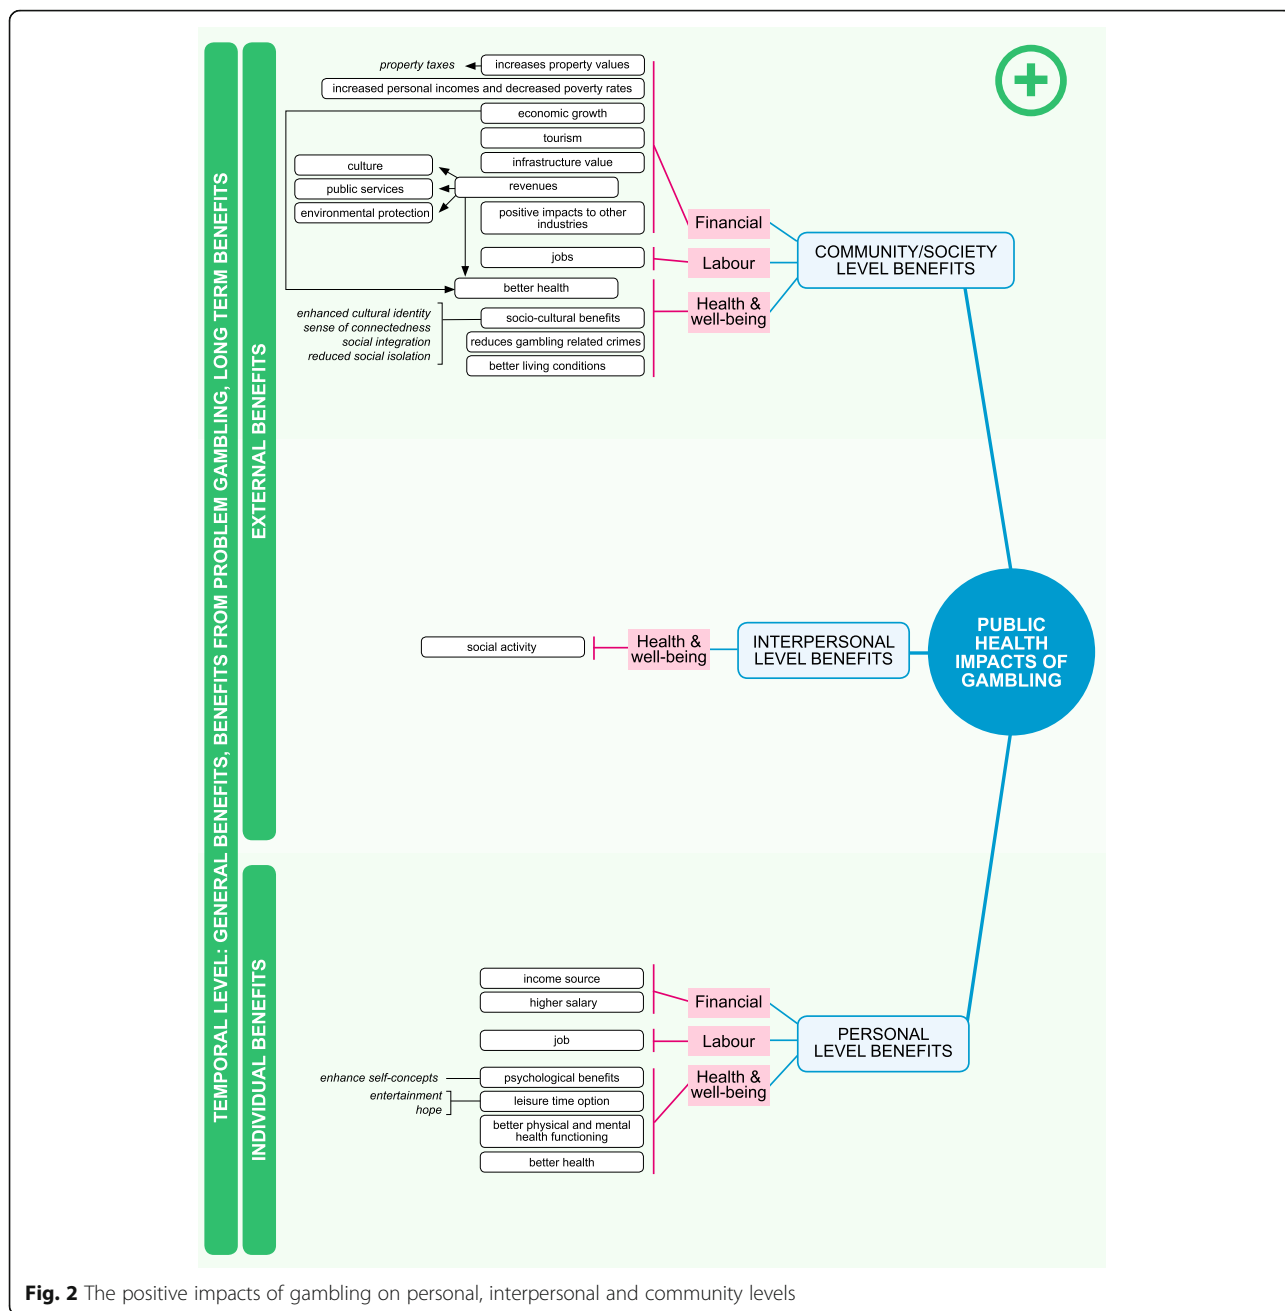 TEMPORAL LEVEL: GENERAL BENEFITS, BENEFITS FROM PROBLEM GAMBLING, LONG TERM BENEFITS
EXTERNAL BENEFITS
INDIVIDUAL BENEFITS
property taxes
increases property values
increased personal incomes and decreased poverty rates
economic growth
tourism
infrastructure value
culture
public services
environmental protection
revenues
positive impacts to other
industries
jobs
better health
enhanced cultural identity
sense of connectedness
social integration
reduced social isolation
socio-cultural benefits
reduces gambling related crimes
better living conditions
Financial
Labour
Health &
well-being
COMMUNITY/SOCIETY
LEVEL BENEFITS
social activity
Health &
well-being
INTERPERSONAL
LEVEL BENEFITS
PUBLIC
HEALTH
IMPACTS OF
GAMBLING
income source
higher salary
job
enhance self-concepts
psychological benefits
entertainment
hope
leisure time option
better physical and mental
health functioning
better health
Financial
Labour
Health &
well-being
PERSONAL
LEVEL BENEFITS
Fig. 2 The positive impacts of gambling on personal, interpersonal and community levels